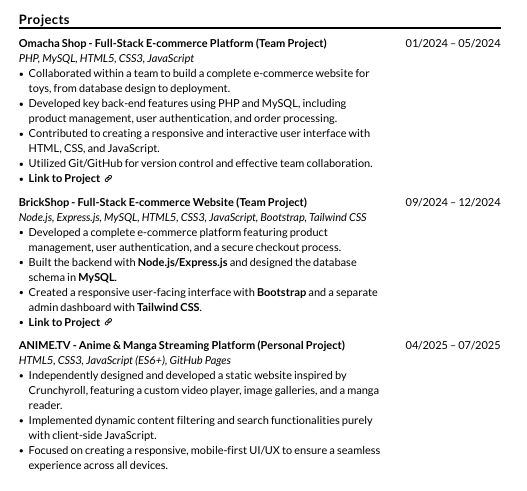 Projects
Omacha Shop - Full-Stack E-commerce Platform (Team Project) 01/2024 – 05/2024
PHP, MySQL, HTML5, CSS3, JavaScript
• Collaborated within a team to build a complete e-commerce website for
toys, from database design to deployment.
• Developed key back-end features using PHP and MySQL, including
product management, user authentication, and order processing.
• Contributed to creating a responsive and interactive user interface with
HTML, CSS, and JavaScript.
• Utilized Git/GitHub for version control and effective team collaboration.
• Link to Project
BrickShop - Full-Stack E-commerce Website (Team Project) 09/2024 – 12/2024
Node.js, Express.js, MySQL, HTML5, CSS3, JavaScript, Bootstrap, Tailwind CSS
• Developed a complete e-commerce platform featuring product
management, user authentication, and a secure checkout process.
• Built the backend with Node.js/Express.js and designed the database
schema in MySQL.
• Created a responsive user-facing interface with Bootstrap and a separate
admin dashboard with Tailwind CSS.
• Link to Project
ANIME.TV - Anime & Manga Streaming Platform (Personal Project) 04/2025 – 07/2025
HTML5, CSS3, JavaScript (ES6+), GitHub Pages
• Independently designed and developed a static website inspired by
Crunchyroll, featuring a custom video player, image galleries, and a manga
reader.
• Implemented dynamic content filtering and search functionalities purely
with client-side JavaScript.
• Focused on creating a responsive, mobile-first UI/UX to ensure a seamless
experience across all devices.